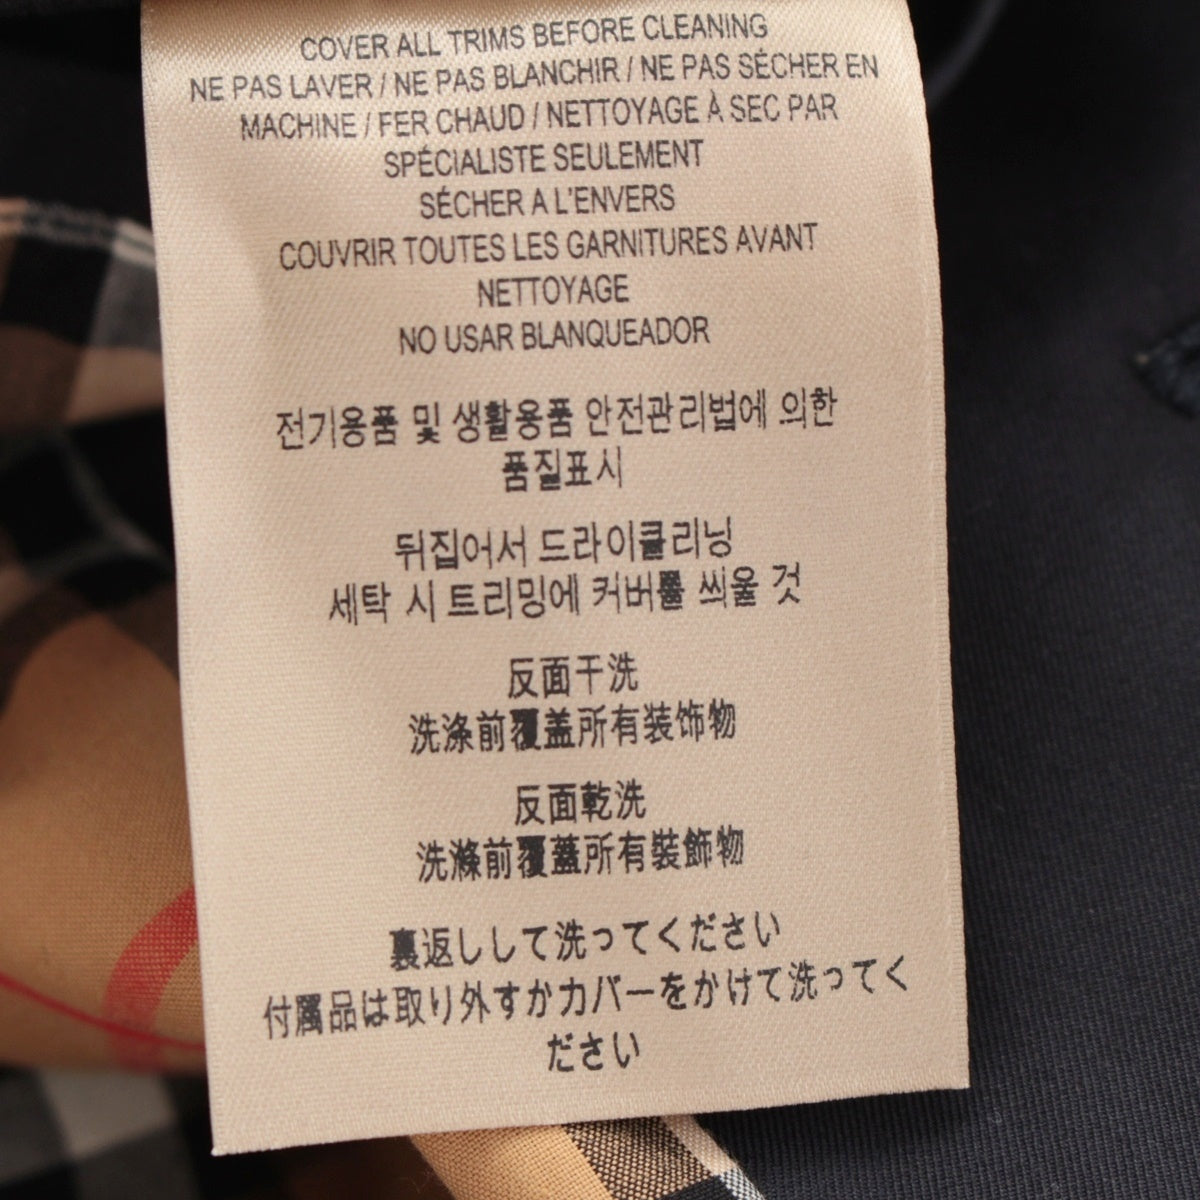 COVER ALL TRIMS BEFORE CLEANING
NE PAS LAVER / NE PAS BLANCHIR / NE PAS SÉCHER EN
MACHINE / FER CHAUD / NETTOYAGE À SEC PAR
SPÉCIALISTE SEULEMENT
SÉCHER A L'ENVERS
COUVRIR TOUTES LES GARNITURES AVANT
NETTOYAGE
NO USAR BLANQUEADOR
전기용품 및 생활용품 안전관리법에 의한
품질표시
뒤집어서 드라이클리닝
세탁 시 트리밍에 커버를 씌울 것
反面干洗
洗涤前覆盖所有装饰物
反面乾洗
洗滌前覆蓋所有裝飾物
裏返しして洗ってください
付属品は取り外すかカバーをかけて洗ってく
ださい